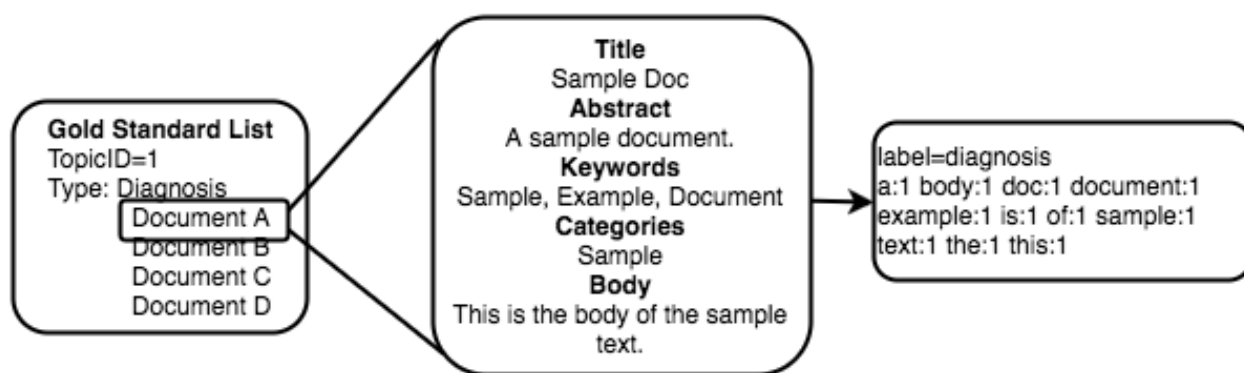 Gold Standard List
TopicID=1
Type: Diagnosis
Document A
Document B
Document C
Document D
Title
Sample Doc
Abstract
A sample document.
Keywords
Sample, Example, Document
Categories
Sample
Body
This is the body of the sample
text.
label=diagnosis
a:1 body:1 doc:1 document:1
example:1 is:1 of:1 sample:1
text:1 the:1 this:1